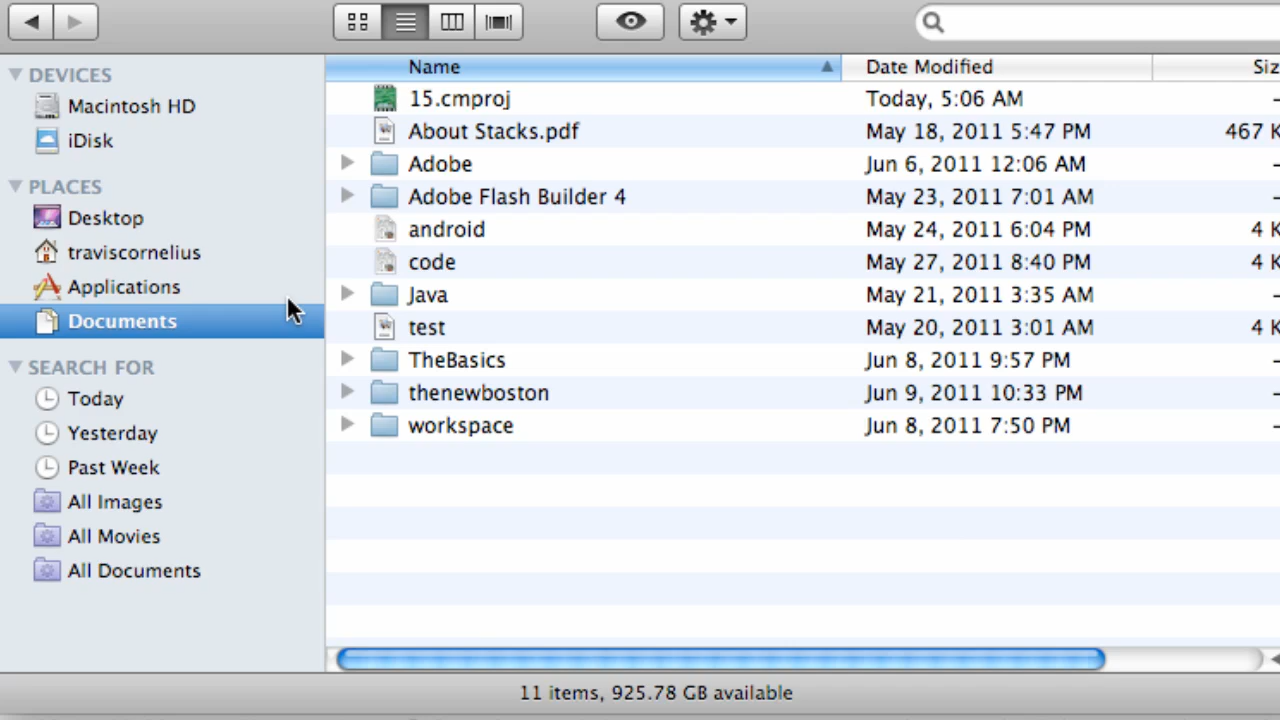 DEVICES
Macintosh HD
iDisk
PLACES
Desktop
traviscornelius
Applications
Documents
SEARCH FOR
Today
Yesterday
Past Week
All Images
All Movies
All Documents
Name Date Modified Siz
15.cmproj Today, 5:06 AM –
About Stacks.pdf May 18, 2011 5:47 PM 467 K
Adobe Jun 6, 2011 12:06 AM –
Adobe Flash Builder 4 May 23, 2011 7:01 AM –
android May 24, 2011 6:04 PM 4 K
code May 27, 2011 8:40 PM 4 K
Java May 21, 2011 3:35 AM –
test May 20, 2011 3:01 AM 4 K
TheBasics Jun 8, 2011 9:57 PM –
thenewboston Jun 9, 2011 10:33 PM –
workspace Jun 8, 2011 7:50 PM –
11 items, 925.78 GB available